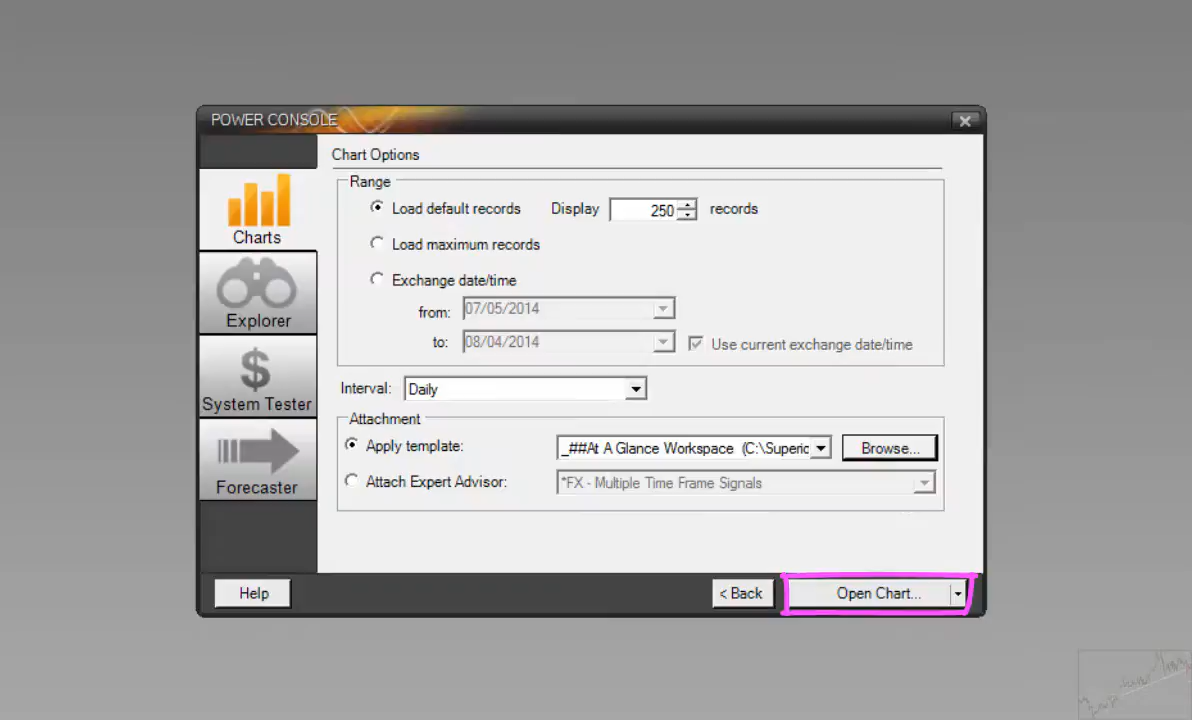 POWER CONSOLE
Chart Options
Range
Load default records Display 250 records
Load maximum records
Exchange date/time
from: 07/05/2014
to: 08/04/2014 Use current exchange date/time
Interval: Daily
Attachment
Apply template: _##At A Glance Workspace (C:\Superic Browse...
Attach Expert Advisor: *FX - Multiple Time Frame Signals
Charts
Explorer
$
System Tester
Forecaster
Help < Back Open Chart...